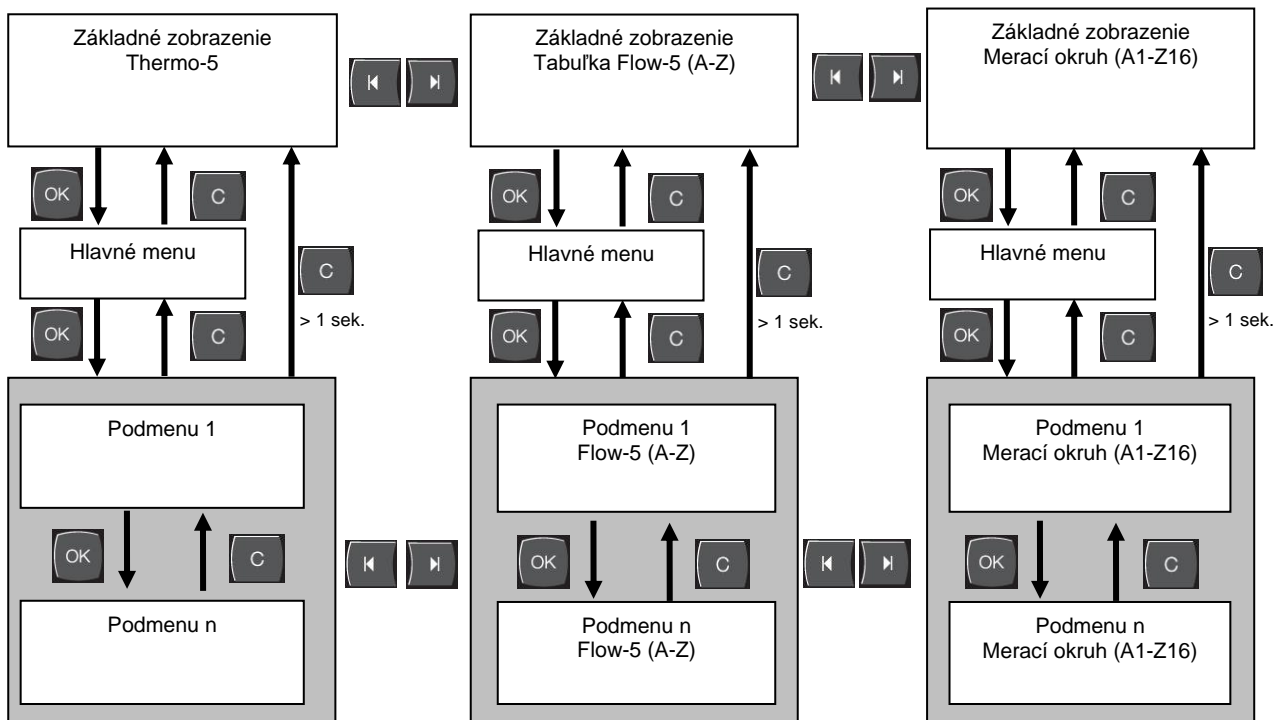 Základné zobrazenie
Thermo-5
Základné zobrazenie
Tabuľka Flow-5 (A-Z)
Základné zobrazenie
Merací okruh (A1-Z16)
OK
C
OK
C
OK
C
Hlavné menu
C
> 1 sek.
Hlavné menu
C
> 1 sek.
Hlavné menu
C
> 1 sek.
OK
C
OK
C
OK
C
Podmenu 1
Podmenu 1
Flow-5 (A-Z)
Podmenu 1
Merací okruh (A1-Z16)
OK
C
OK
C
OK
C
Podmenu n
Podmenu n
Flow-5 (A-Z)
Podmenu n
Merací okruh (A1-Z16)